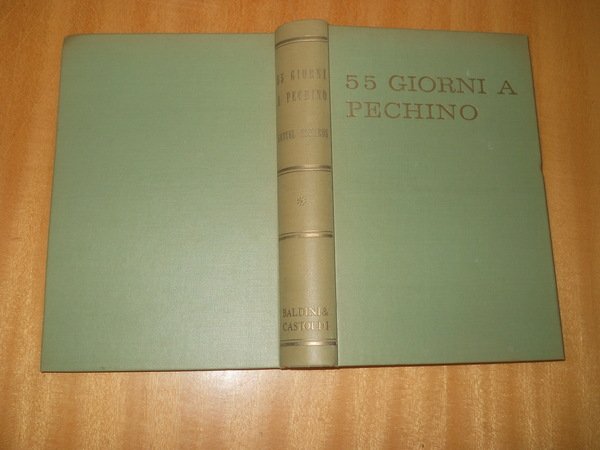 55 GIORNI A
PECHINO
55 GIORNI
A PECHINO
BALDINI &
CASTOLDI